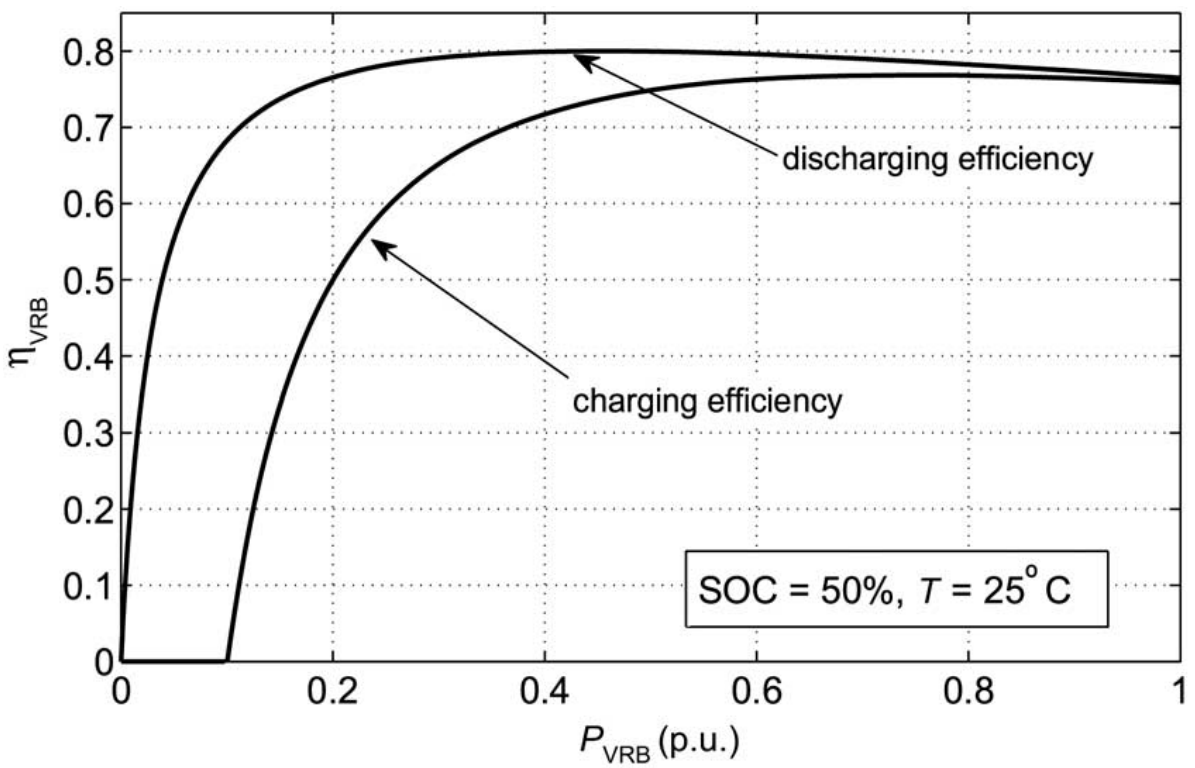 0.8
0.7
0.6
0.5
0.4
0.3
0.2
0.1
0
ηVRB
discharging efficiency
charging efficiency
SOC = 50%, T = 25° C
0 0.2 0.4 0.6 0.8 1
PVRB (p.u.)